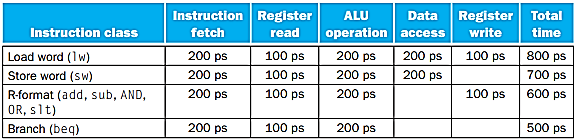 Instruction class Instruction fetch Register read ALU operation Data access Register write Total time
Load word (lw) 200 ps 100 ps 200 ps 200 ps 100 ps 800 ps
Store word (sw) 200 ps 100 ps 200 ps 200 ps 700 ps
R-format (add, sub, AND, OR, slt) 200 ps 100 ps 200 ps 100 ps 600 ps
Branch (beq) 200 ps 100 ps 200 ps 500 ps